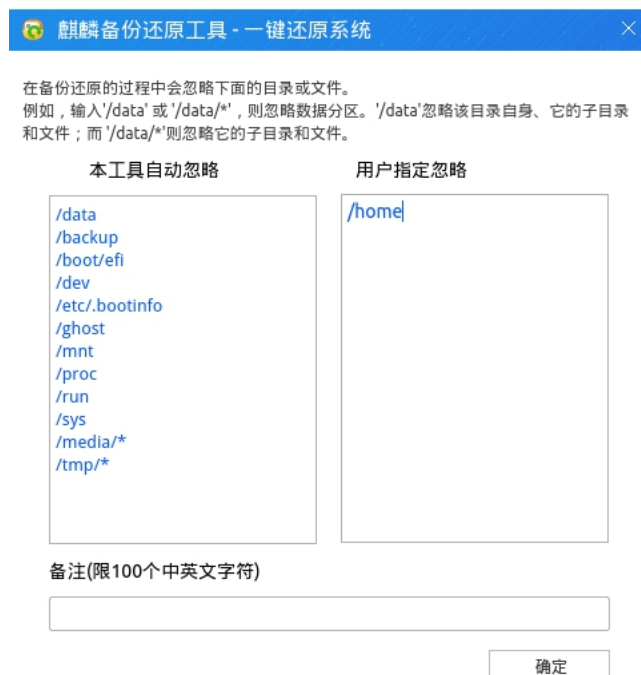 麒麟备份还原工具 - 一键还原系统
在备份还原的过程中会忽略下面的目录或文件。
例如，输入'/data' 或 '/data/*'，则忽略数据分区。'/data'忽略该目录自身、它的子目录
和文件；而 '/data/*'则忽略它的子目录和文件。
本工具自动忽略
/data
/backup
/boot/efi
/dev
/etc/.bootinfo
/ghost
/mnt
/proc
/run
/sys
/media/*
/tmp/*
用户指定忽略
/home
备注(限100个中英文字符)
确定